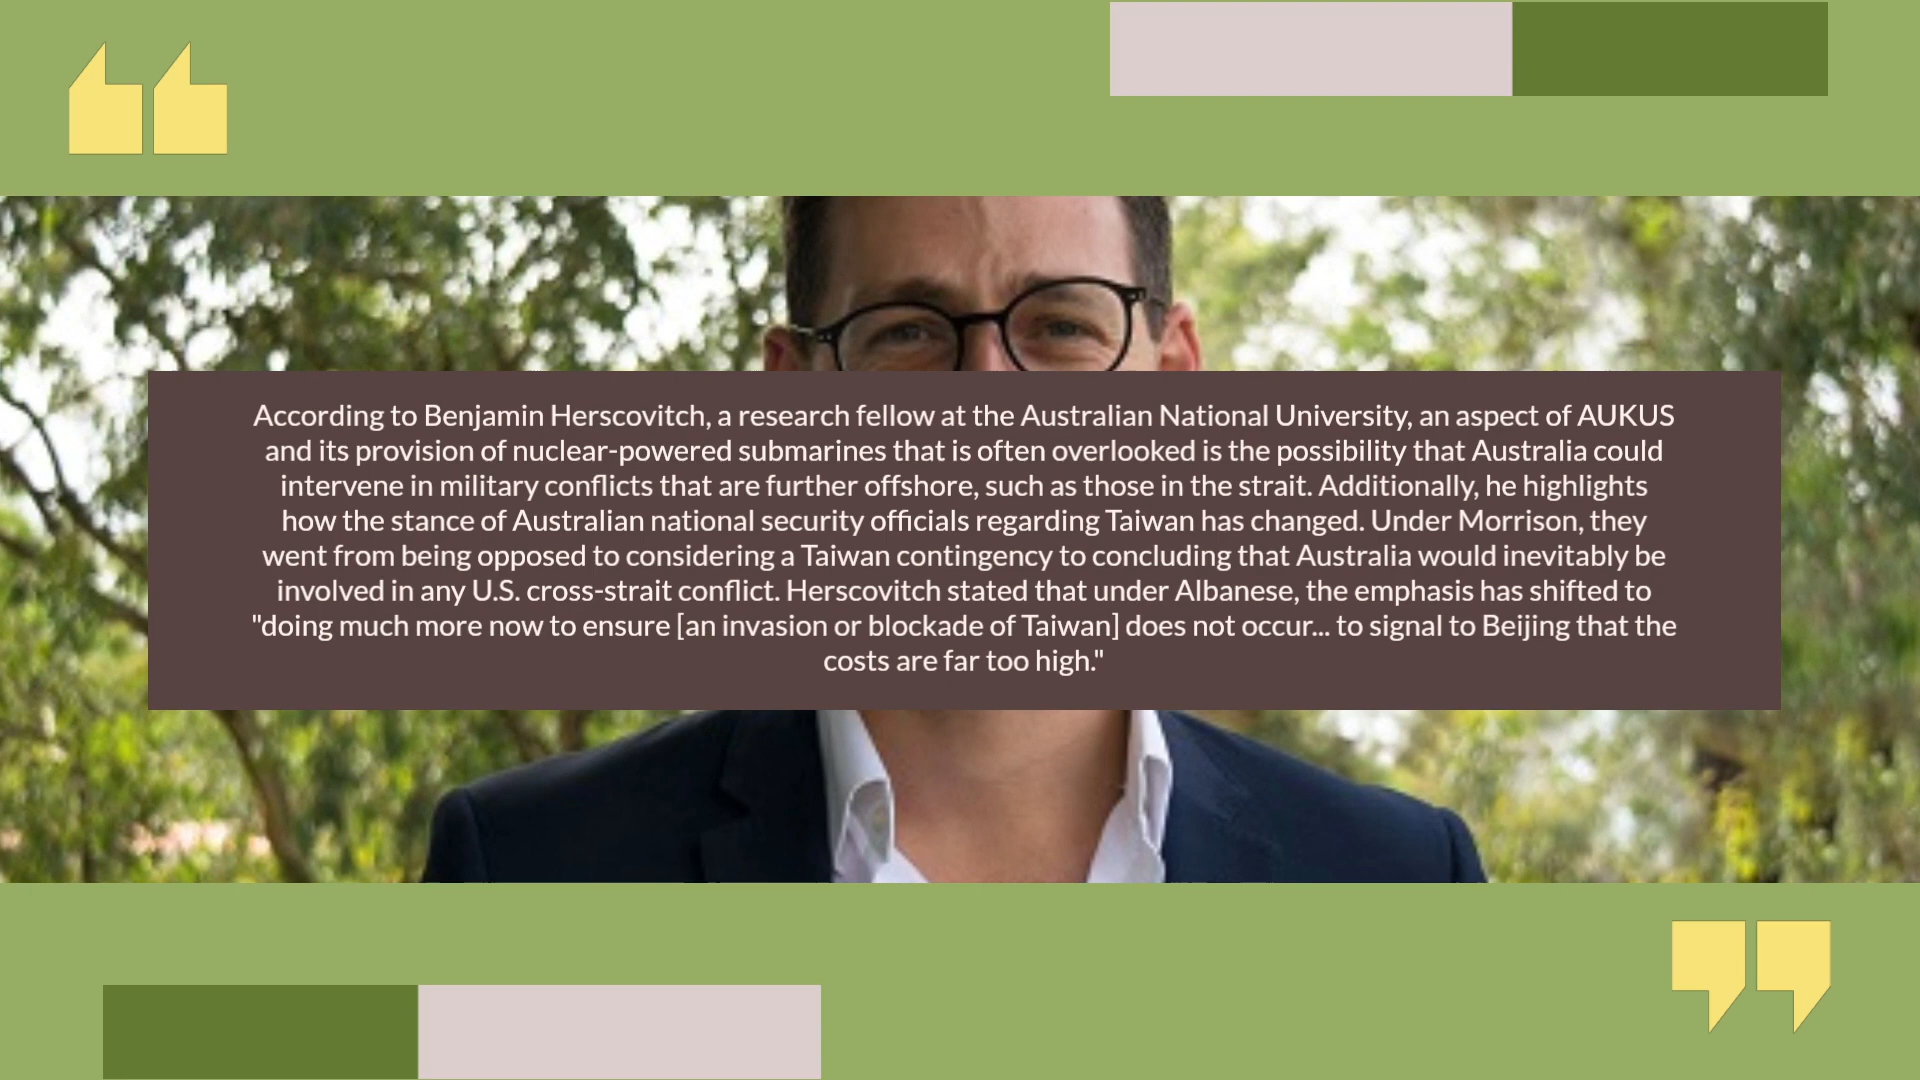 According to Benjamin Herscovitch, a research fellow at the Australian National University, an aspect of AUKUS
and its provision of nuclear-powered submarines that is often overlooked is the possibility that Australia could
intervene in military conflicts that are further offshore, such as those in the strait. Additionally, he highlights
how the stance of Australian national security officials regarding Taiwan has changed. Under Morrison, they
went from being opposed to considering a Taiwan contingency to concluding that Australia would inevitably be
involved in any U.S. cross-strait conflict. Herscovitch stated that under Albanese, the emphasis has shifted to
"doing much more now to ensure [an invasion or blockade of Taiwan] does not occur... to signal to Beijing that the
costs are far too high."